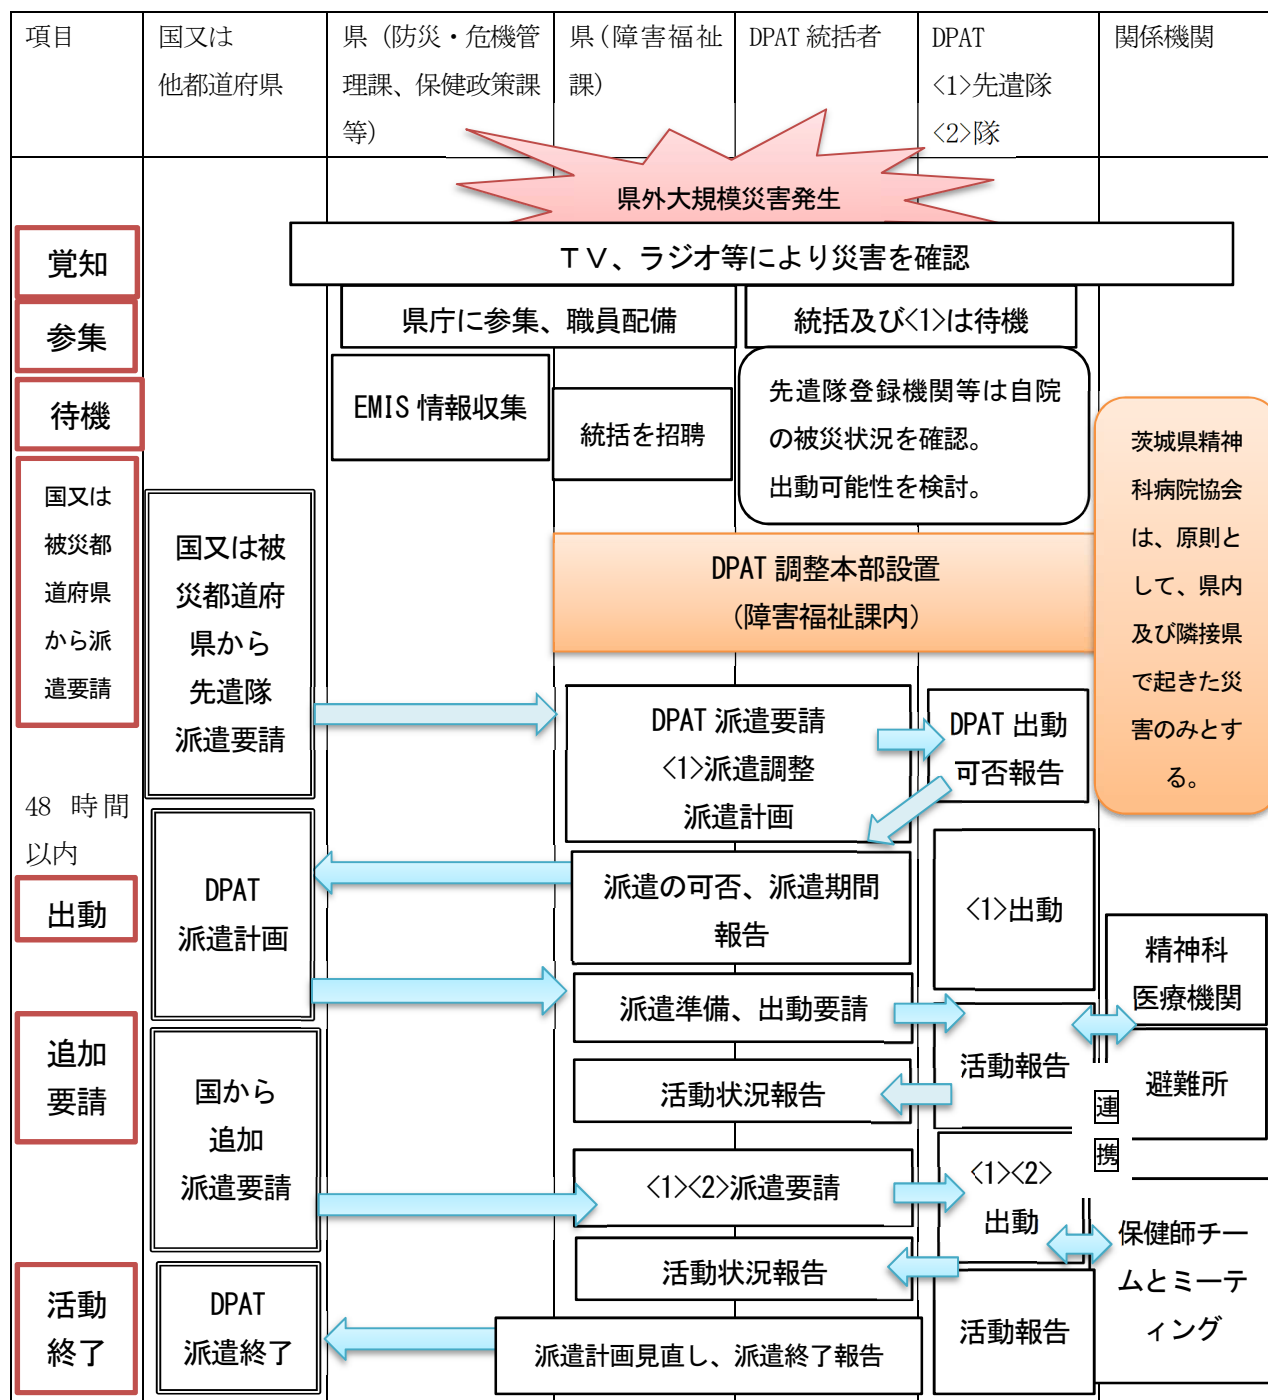 項目
国又は
他都道府県
県（防災・危機管
理課、保健政策課
等）
県（障害福祉
課）
DPAT 統括者
DPAT
<1>先遣隊
<2>隊
関係機関
県外大規模災害発生
覚知
ＴＶ、ラジオ等により災害を確認
参集
県庁に参集、職員配備
統括及び<1>は待機
待機
EMIS 情報収集
統括を招聘
先遣隊登録機関等は自院
の被災状況を確認。
出動可能性を検討。
茨城県精神
科病院協会
は、原則と
して、県内
及び隣接県
で起きた災
害のみとす
る。
国又は
被災都
道府県
から派
遣要請
国又は被
災都道府
県から
先遣隊
派遣要請
DPAT 調整本部設置
（障害福祉課内）
DPAT 派遣要請
<1>派遣調整
派遣計画
DPAT 出動
可否報告
48 時間
以内
出動
DPAT
派遣計画
派遣の可否、派遣期間
報告
<1>出動
精神科
医療機関
派遣準備、出動要請
追加
要請
国から
追加
派遣要請
活動状況報告
活動報告
避難所
連
携
<1><2>派遣要請
<1><2>
出動
保健師チー
ムとミーテ
ィング
活動状況報告
活動
終了
DPAT
派遣終了
派遣計画見直し、派遣終了報告
活動報告